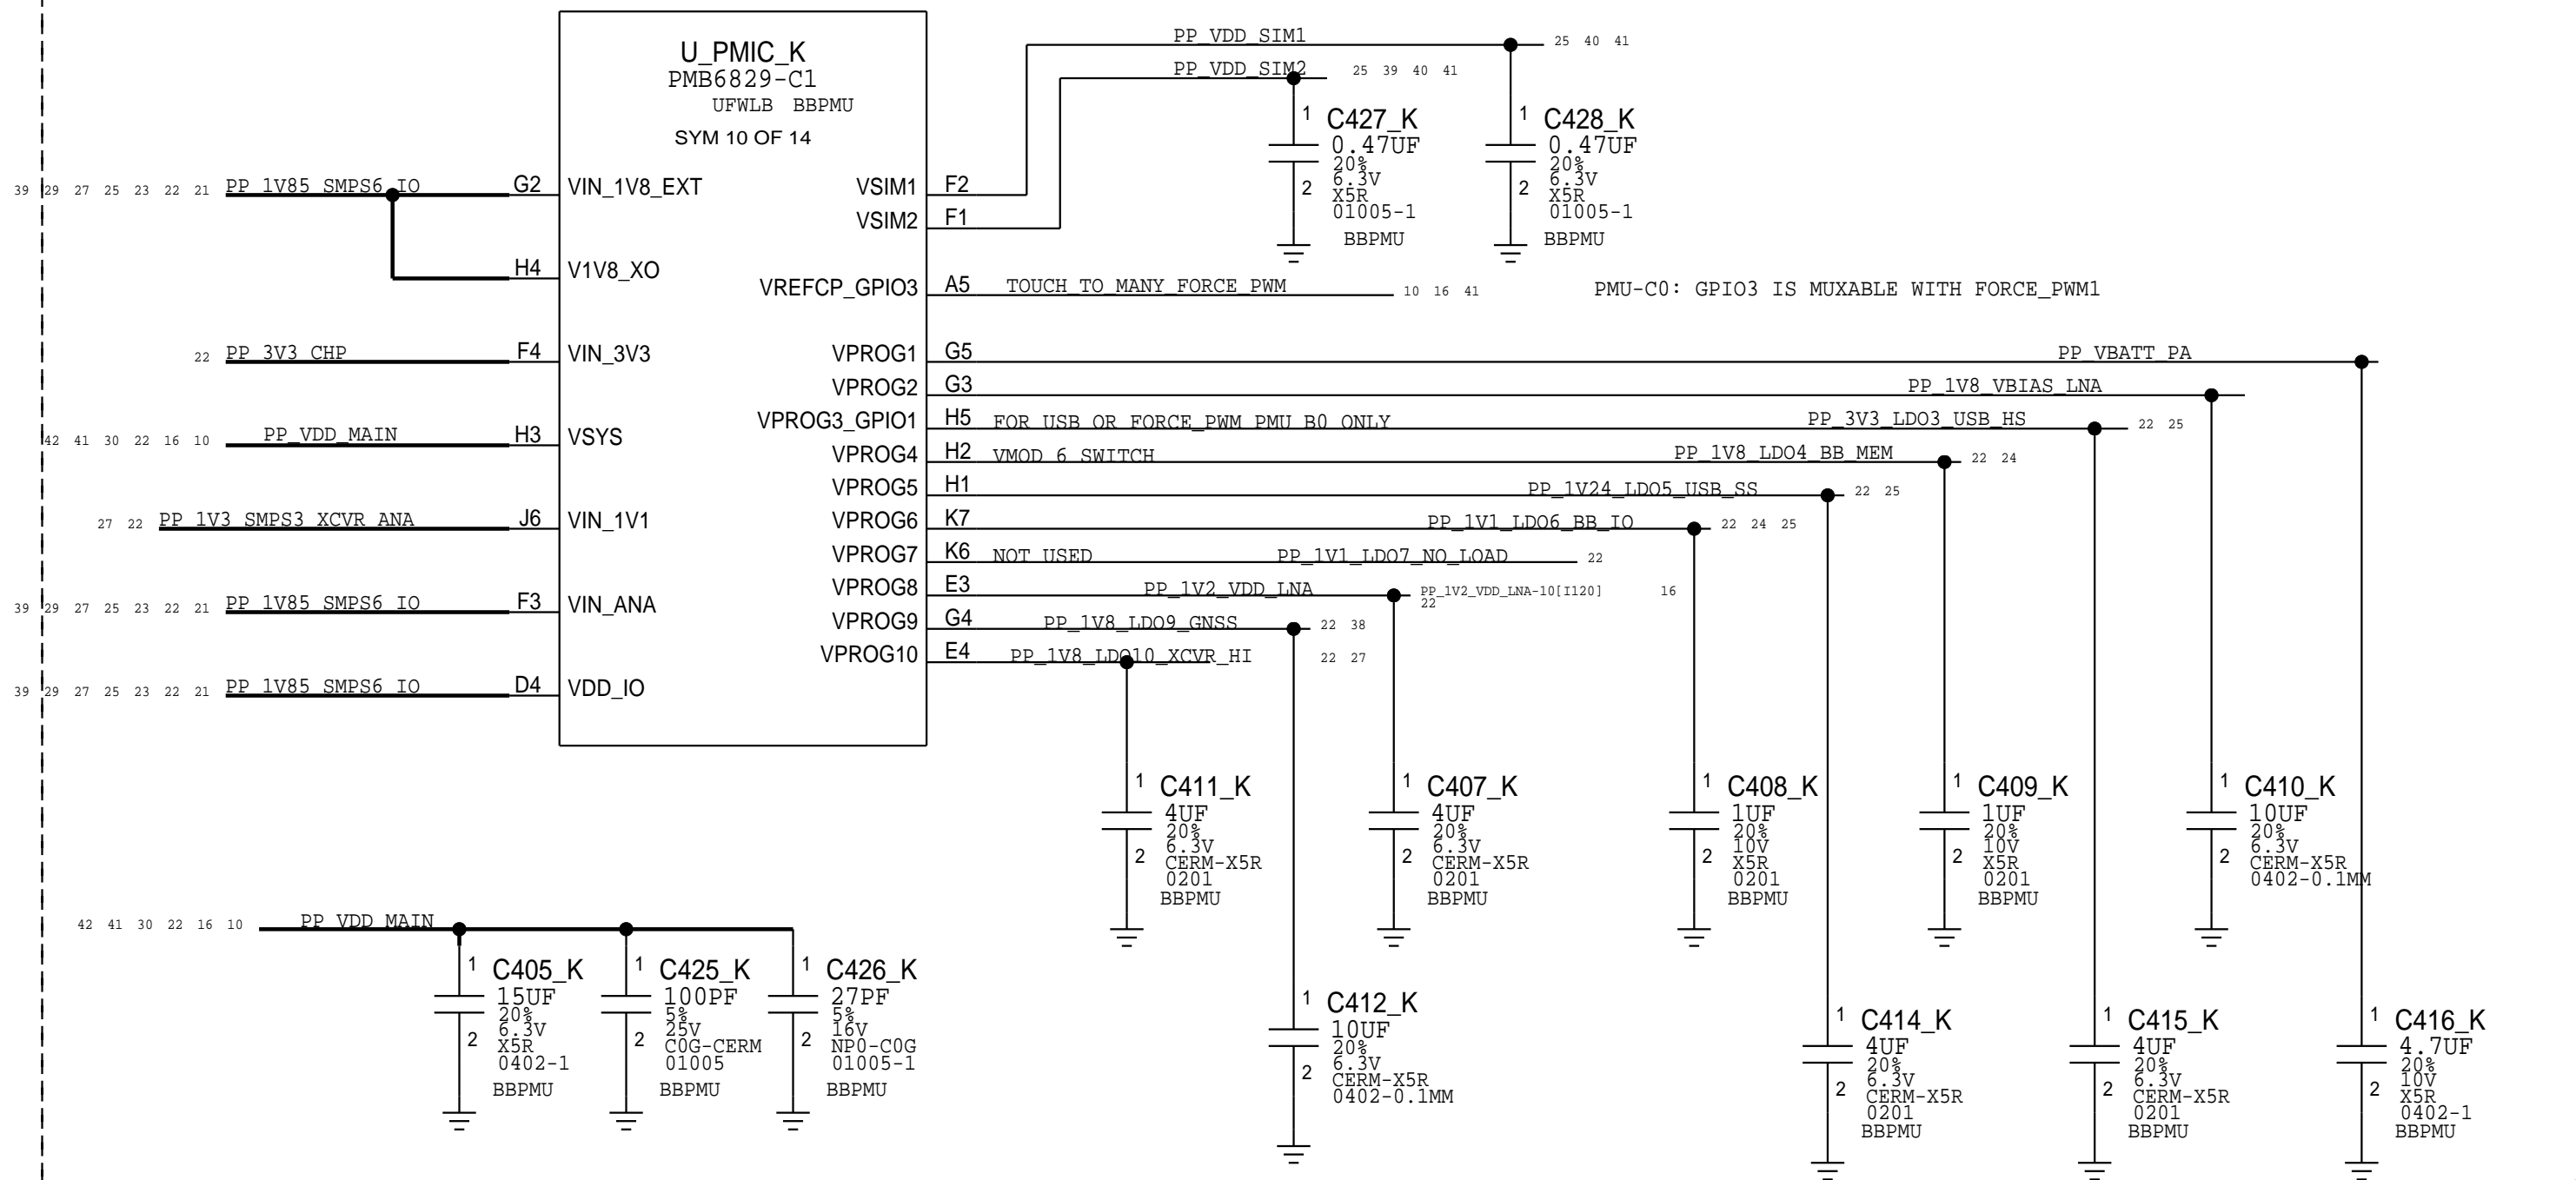 U_PMIC_K
PMB6829-C1
UFWLB BBPMU
SYM 10 OF 14
39 29 27 25 23 22 21 PP_1V85_SMPS6_IO G2 VIN_1V8_EXT
H4 V1V8_XO
22 PP_3V3_CHP F4 VIN_3V3
42 41 30 22 16 10 PP_VDD_MAIN H3 VSYS
27 22 PP_1V3_SMPS3_XCVR_ANA J6 VIN_1V1
39 29 27 25 23 22 21 PP_1V85_SMPS6_IO F3 VIN_ANA
39 29 27 25 23 22 21 PP_1V85_SMPS6_IO D4 VDD_IO
PP_VDD_SIM1 25 40 41
PP_VDD_SIM2 25 39 40 41
VSIM1 F2
VSIM2 F1
1 C427_K
0.47UF
20%
6.3V
2 X5R
01005-1
BBPMU
1 C428_K
0.47UF
20%
6.3V
2 X5R
01005-1
BBPMU
VREFCP_GPIO3 A5 TOUCH_TO_MANY_FORCE_PWM 10 16 41
PMU-C0: GPIO3 IS MUXABLE WITH FORCE_PWM1
VPROG1 G5 PP_VBATT_PA
VPROG2 G3 PP_1V8_VBIAS_LNA
VPROG3_GPIO1 H5 FOR USB OR FORCE_PWM PMU B0 ONLY PP_3V3_LDO3_USB_HS 22 25
VPROG4 H2 VMOD 6 SWITCH PP_1V8_LDO4_BB_MEM 22 24
VPROG5 H1 PP_1V24_LDO5_USB_SS 22 25
VPROG6 K7 PP_1V1_LDO6_BB_IO 22 24 25
VPROG7 K6 NOT USED PP_1V1_LDO7_NO_LOAD 22
VPROG8 E3 PP_1V2_VDD_LNA PP_1V2_VDD_LNA-10[I120] 16
22
VPROG9 G4 PP_1V8_LDO9_GNSS 22 38
VPROG10 E4 PP_1V8_LDO10_XCVR_HI 22 27
1 C411_K
4UF
20%
6.3V
2 CERM-X5R
0201
BBPMU
1 C407_K
4UF
20%
6.3V
2 CERM-X5R
0201
BBPMU
1 C408_K
1UF
20%
10V
2 X5R
0201
BBPMU
1 C409_K
1UF
20%
10V
2 X5R
0201
BBPMU
1 C410_K
10UF
20%
6.3V
2 CERM-X5R
0402-0.1MM
42 41 30 22 16 10 PP_VDD_MAIN
1 C405_K
15UF
20%
6.3V
2 X5R
0402-1
BBPMU
1 C425_K
100PF
5%
25V
2 C0G-CERM
01005
BBPMU
1 C426_K
27PF
5%
16V
2 NP0-C0G
01005-1
BBPMU
1 C412_K
10UF
20%
6.3V
2 CERM-X5R
0402-0.1MM
1 C414_K
4UF
20%
6.3V
2 CERM-X5R
0201
BBPMU
1 C415_K
4UF
20%
6.3V
2 CERM-X5R
0201
BBPMU
1 C416_K
4.7UF
20%
10V
2 X5R
0402-1
BBPMU